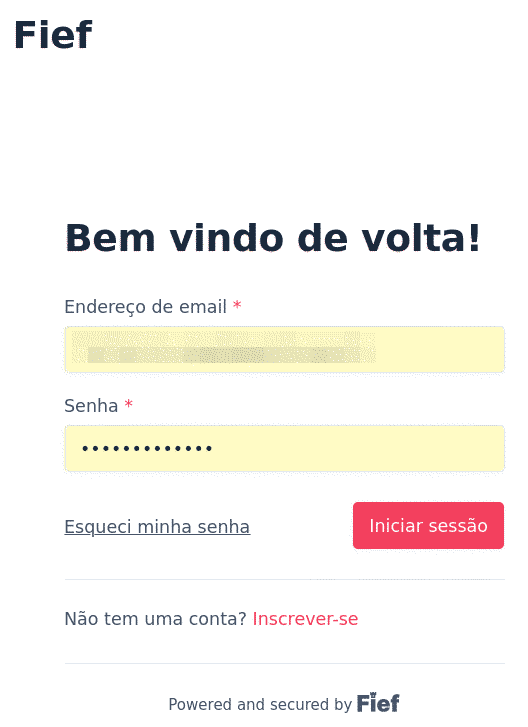 Fief
Bem vindo de volta!
Endereço de email *
Senha *
•••••••••••••
Esqueci minha senha
Iniciar sessão
Não tem uma conta? Inscrever-se
Powered and secured by Fief